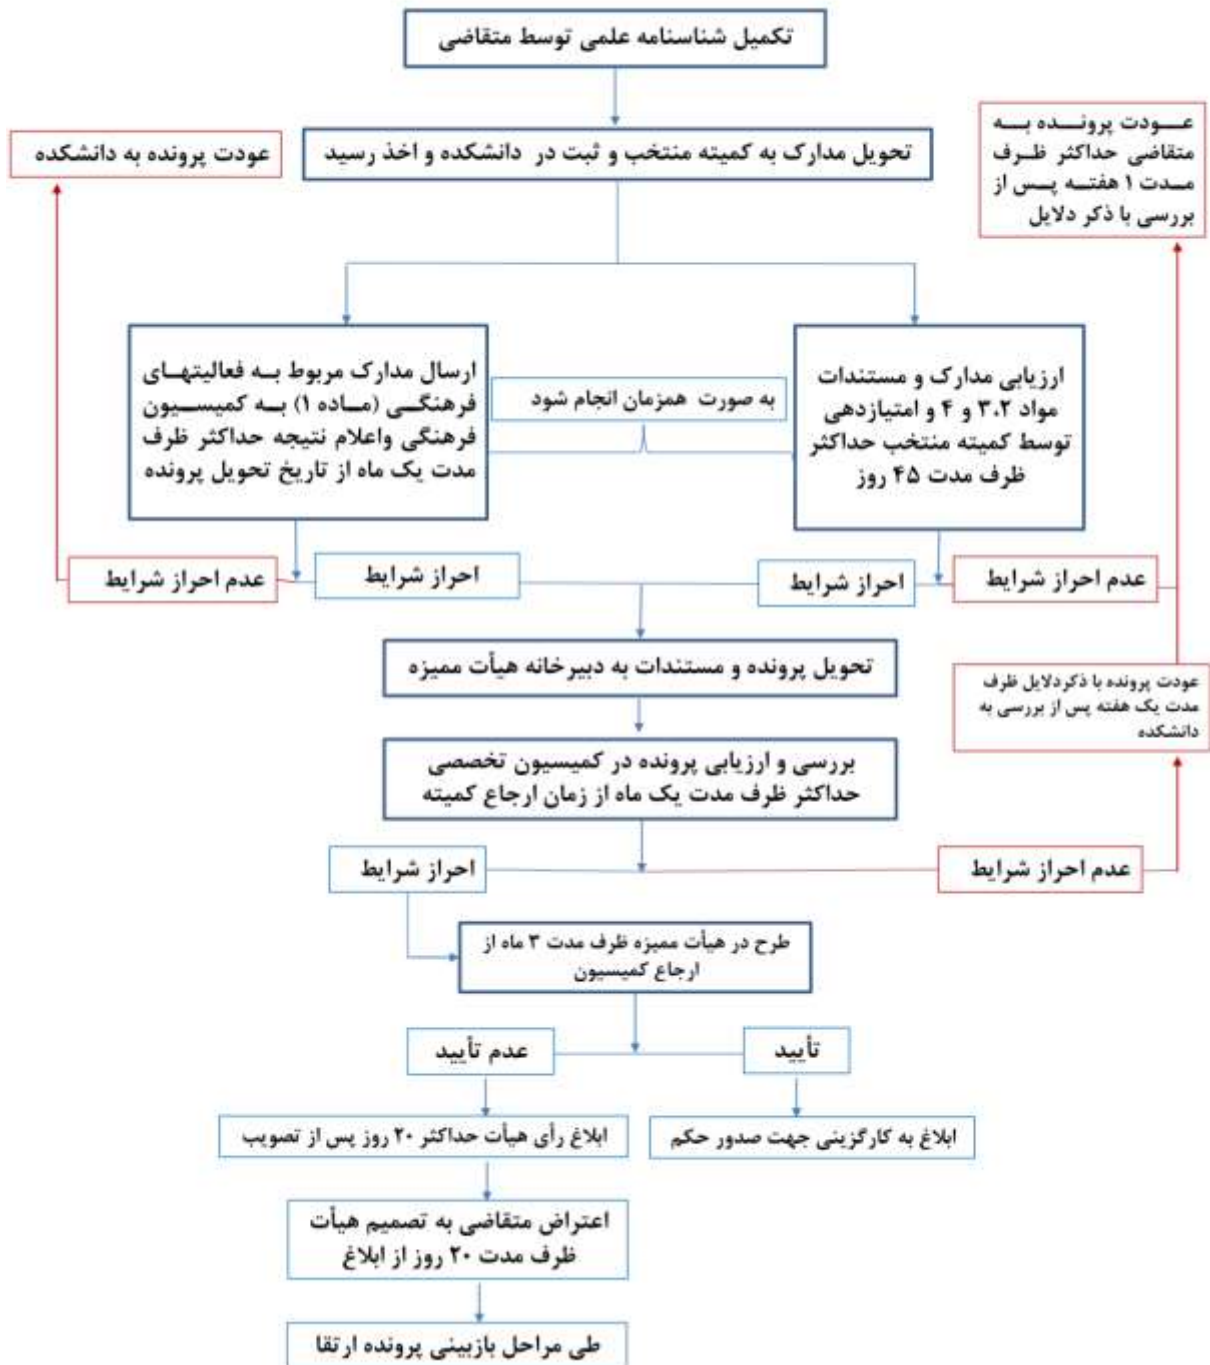 تکمیل شناسنامه علمی توسط متقاضی
تحویل مدارک به کمیته منتخب و ثبت در دانشکده و اخذ رسید
عودت پرونده به
متقاضی حداکثر ظرف
مدت ۱ هفته پس از
بررسی با ذکر دلایل
عودت پرونده به دانشکده
ارزیابی مدارک و مستندات
مواد ۳،۲ و ۴ و امتیازدهی
توسط کمیته منتخب حداکثر
ظرف مدت ۴۵ روز
به صورت همزمان انجام شود
ارسال مدارک مربوط به فعالیتهای
فرهنگی (ماده ۱) به کمیسیون
فرهنگی واعلام نتیجه حداکثر ظرف
مدت یک ماه از تاریخ تحویل پرونده
عدم احراز شرایط
احراز شرایط
احراز شرایط
عدم احراز شرایط
تحویل پرونده و مستندات به دبیرخانه هیأت ممیزه
عودت پرونده با ذکردلایل ظرف
مدت یک هفته پس از بررسی به
دانشکده
بررسی و ارزیابی پرونده در کمیسیون تخصصی
حداکثر ظرف مدت یک ماه از زمان ارجاع کمیته
عدم احراز شرایط
احراز شرایط
طرح در هیأت ممیزه ظرف مدت ۳ ماه از
ارجاع کمیسیون
تأیید
عدم تأیید
ابلاغ به کارگزینی جهت صدور حکم
ابلاغ رأی هیأت حداکثر ۲۰ روز پس از تصویب
اعتراض متقاضی به تصمیم هیأت
ظرف مدت ۲۰ روز از ابلاغ
طی مراحل بازبینی پرونده ارتقا